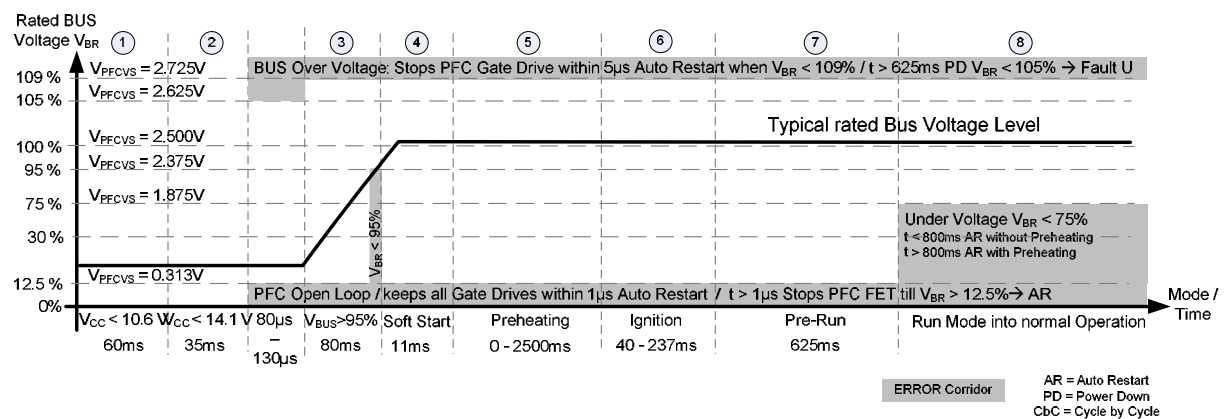 Rated BUS
Voltage VBR
1 2 3 4 5 6 7 8
VPFCVS = 2.725V
109 %
BUS Over Voltage: Stops PFC Gate Drive within 5µs Auto Restart when VBR < 109% / t > 625ms PD VBR < 105% → Fault U
VPFCVS = 2.625V
105 %
VPFCVS = 2.500V
Typical rated Bus Voltage Level
100 %
VPFCVS = 2.375V
95 %
VPFCVS = 1.875V
75 %
Under Voltage VBR < 75%
t < 800ms AR without Preheating
t > 800ms AR with Preheating
30 %
VBR < 95%
VPFCVS = 0.313V
12.5 %
PFC Open Loop / keeps all Gate Drives within 1µs Auto Restart / t > 1µs Stops PFC FET till VBR > 12.5% → AR
0%
Mode /
Time
VCC < 10.6 V VCC < 14.1 V 80µs VBUS>95% Soft Start Preheating Ignition Pre-Run Run Mode into normal Operation
60ms 35ms – 80ms 11ms 0 - 2500ms 40 - 237ms 625ms
130µs
ERROR Corridor
AR = Auto Restart
PD = Power Down
CbC = Cycle by Cycle